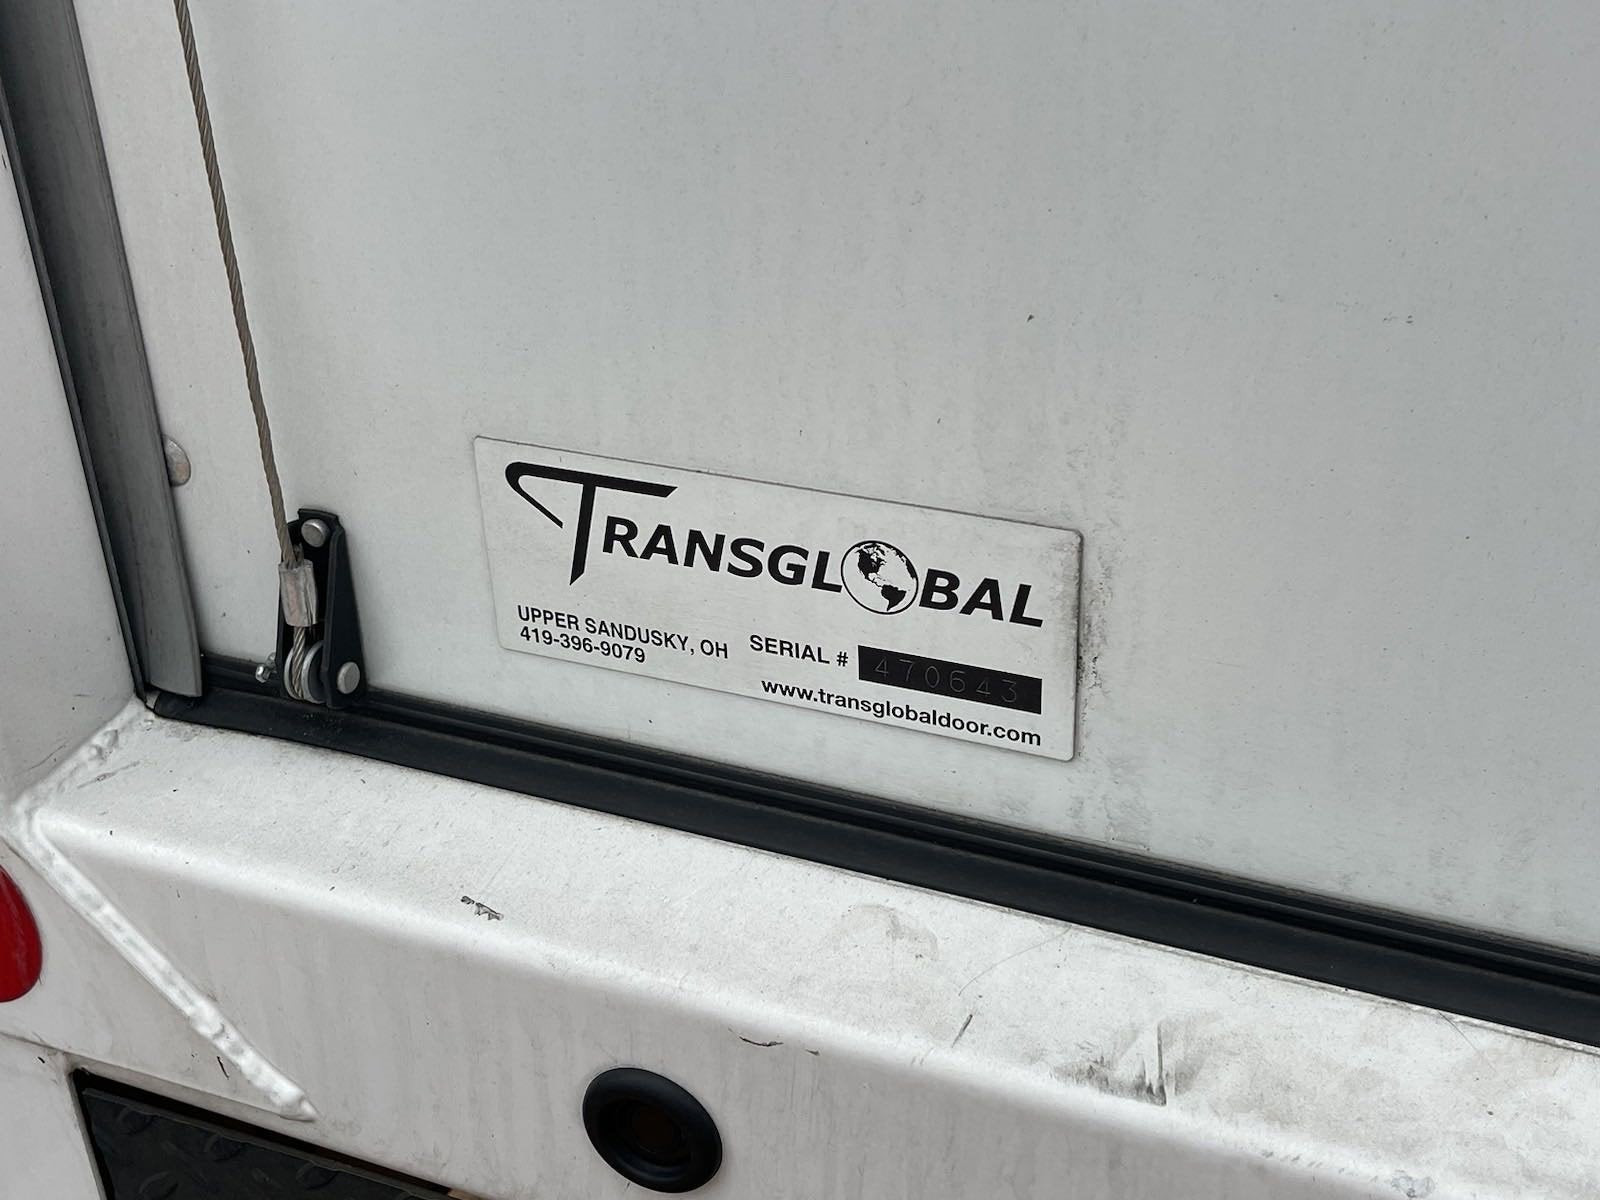 TRANSGLOBAL
UPPER SANDUSKY, OH
419-396-9079
SERIAL # 470643
www.transglobaldoor.com